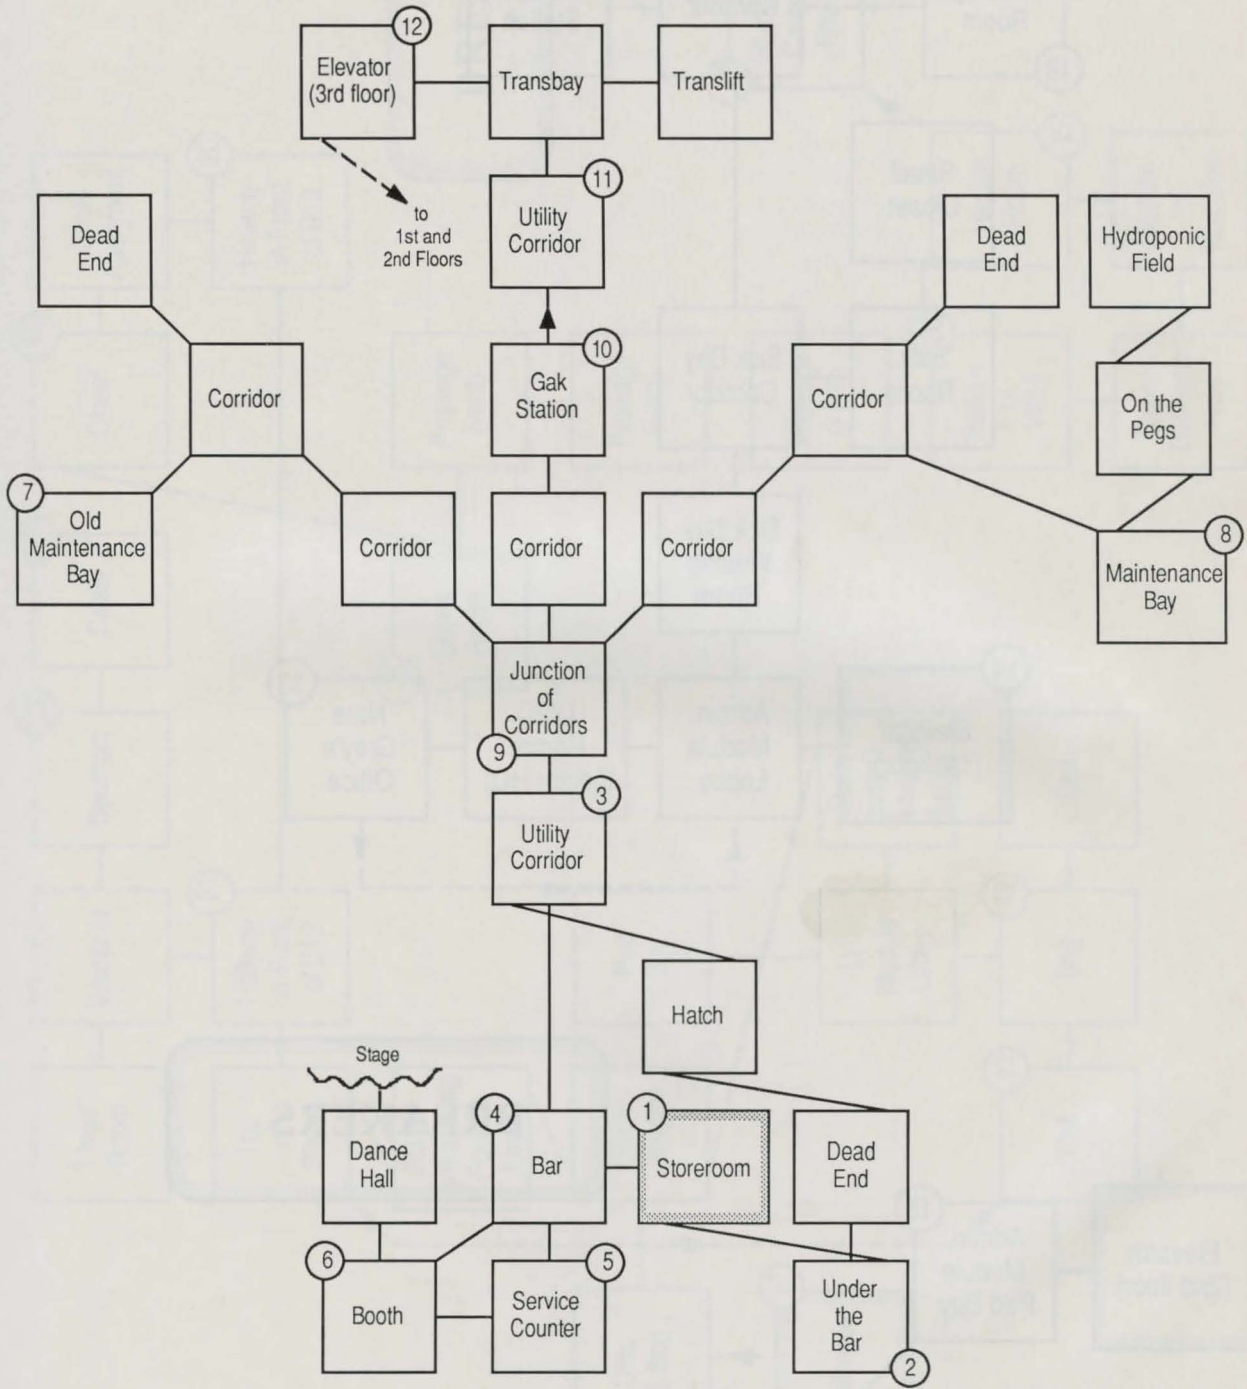 12
Elevator
(3rd floor)
Transbay
Translift
to
1st and
2nd Floors
11
Utility
Corridor
Dead
End
Dead
End
Hydroponic
Field
10
Gak
Station
Corridor
Corridor
On the
Pegs
7
Old
Maintenance
Bay
Corridor
Corridor
Corridor
8
Maintenance
Bay
Junction
of
Corridors
9
3
Utility
Corridor
Hatch
Stage
Dance
Hall
4
Bar
1
Storeroom
Dead
End
6
Booth
5
Service
Counter
Under
the
Bar
2